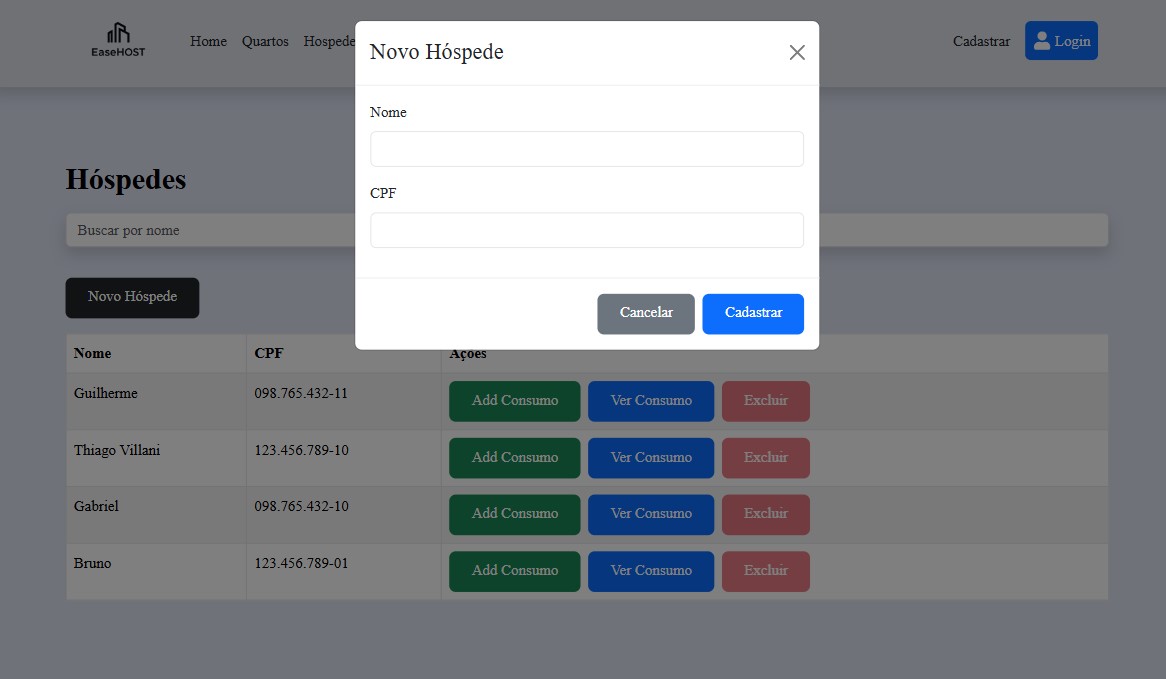 EaseHOST
Home Quartos Hospede
Cadastrar Login
Novo Hóspede
Nome
CPF
Cancelar Cadastrar
Hóspedes
Buscar por nome
Novo Hóspede
Nome CPF Ações
Guilherme 098.765.432-11 Add Consumo Ver Consumo Excluir
Thiago Villani 123.456.789-10 Add Consumo Ver Consumo Excluir
Gabriel 098.765.432-10 Add Consumo Ver Consumo Excluir
Bruno 123.456.789-01 Add Consumo Ver Consumo Excluir